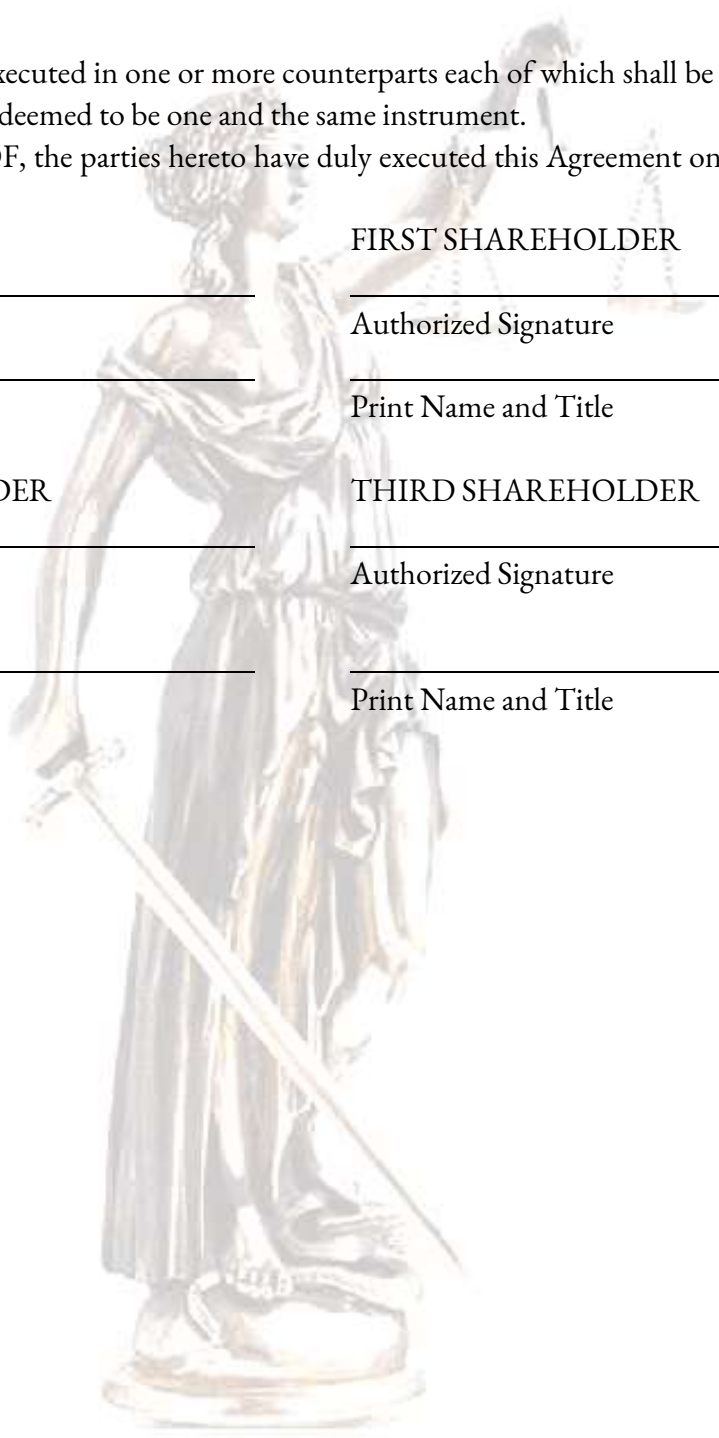 xecuted in one or more counterparts each of which shall be
deemed to be one and the same instrument.
OF, the parties hereto have duly executed this Agreement on
FIRST SHAREHOLDER
Authorized Signature
Print Name and Title
DER THIRD SHAREHOLDER
Authorized Signature
Print Name and Title